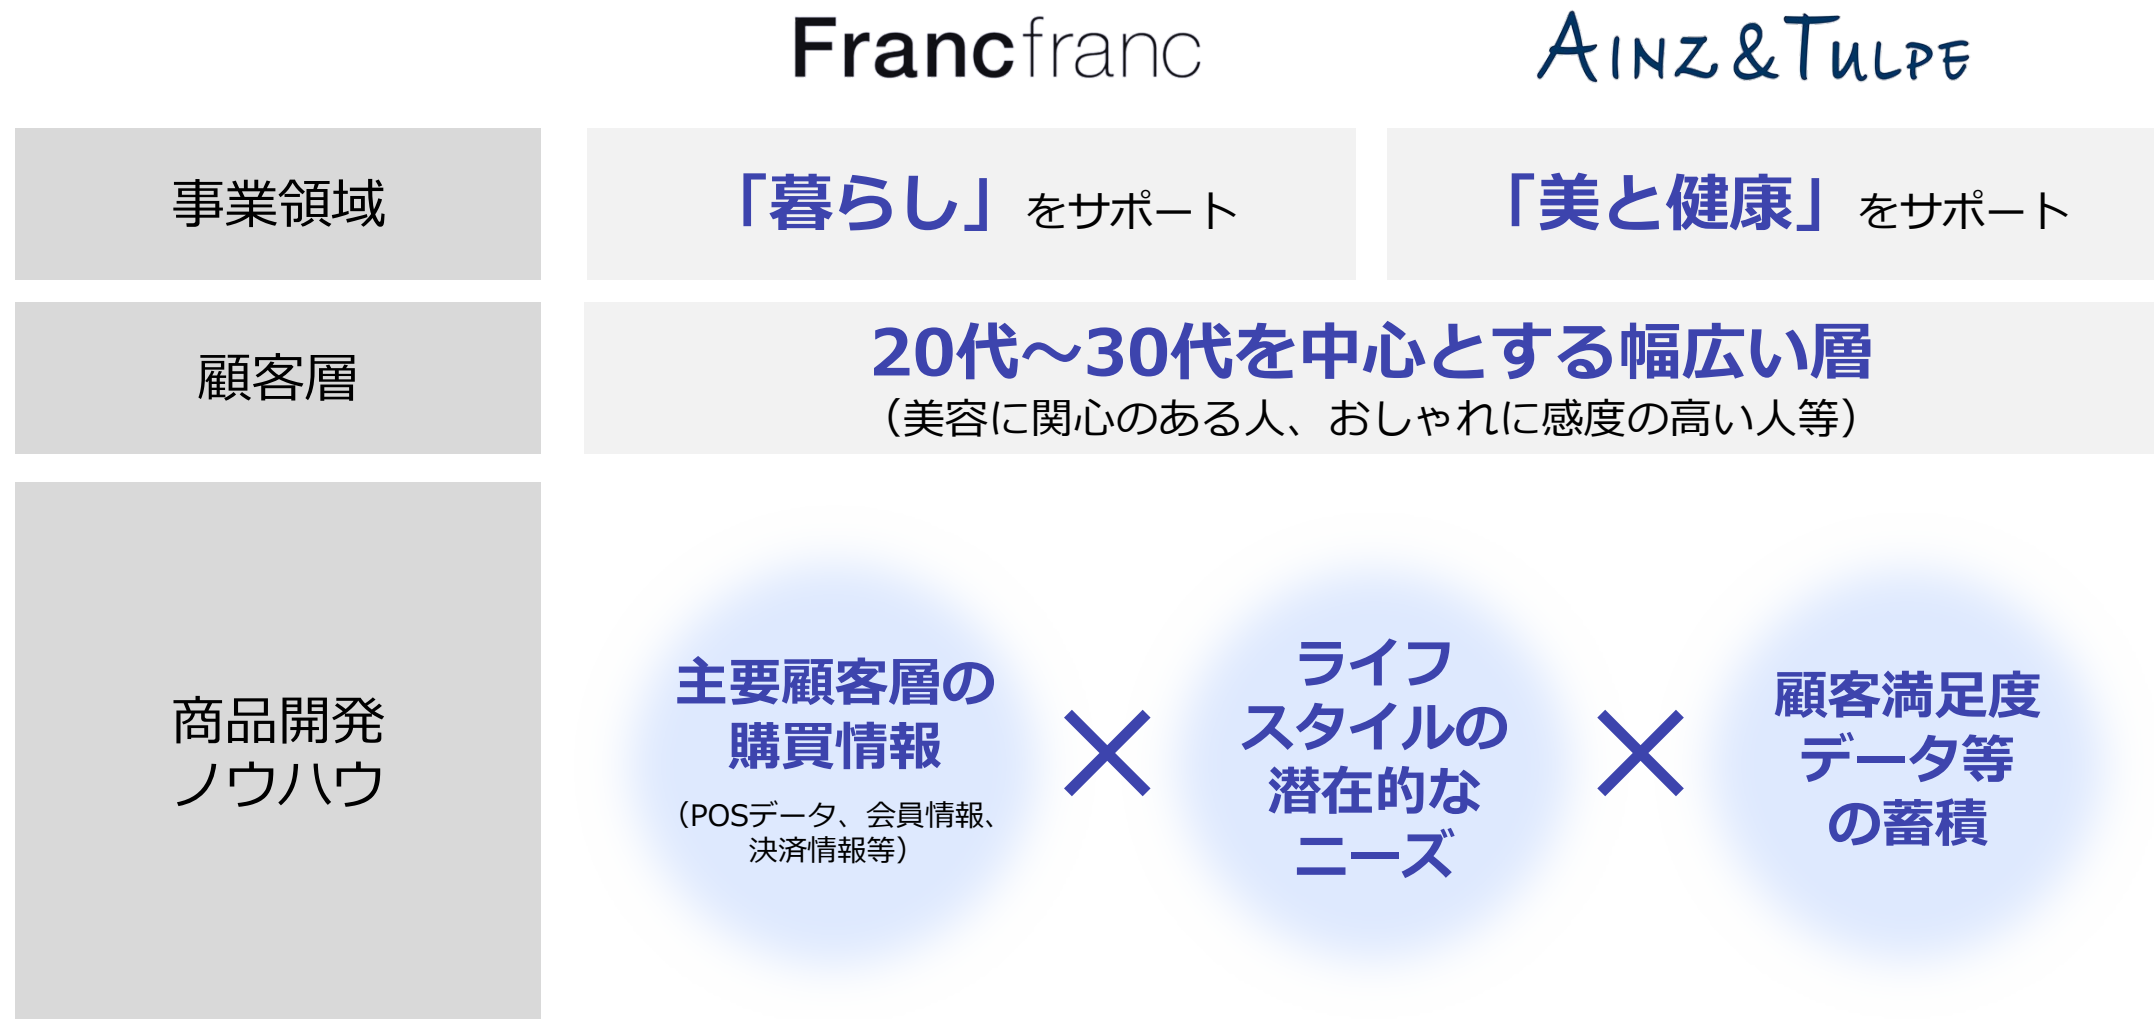 Francfranc
AINZ & TULPE
事業領域
「暮らし」をサポート
「美と健康」をサポート
顧客層
20代～30代を中心とする幅広い層
（美容に関心のある人、おしゃれに感度の高い人等）
商品開発
ノウハウ
主要顧客層の
購買情報
（POSデータ、会員情報、
決済情報等）
×
ライフ
スタイルの
潜在的な
ニーズ
×
顧客満足度
データ等
の蓄積